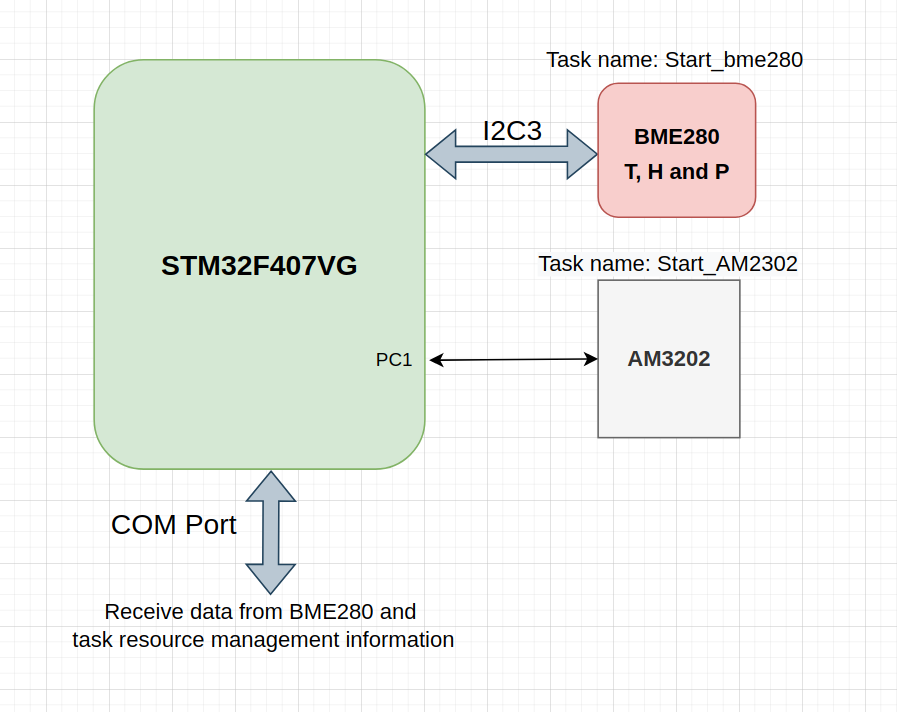 Task name: Start_bme280
I2C3
BME280
T, H and P
STM32F407VG
Task name: Start_AM2302
PC1
AM3202
COM Port
Receive data from BME280 and
task resource management information